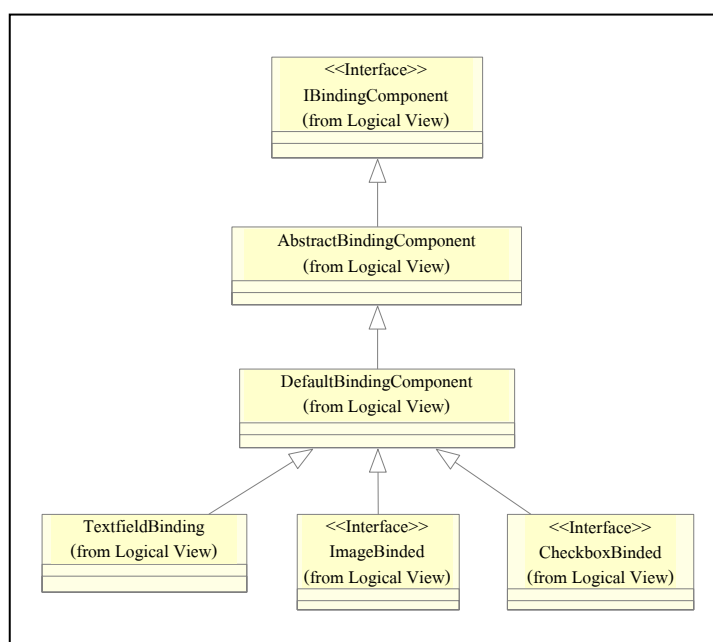 <<Interface>>
IBindingComponent
(from Logical View)
AbstractBindingComponent
(from Logical View)
DefaultBindingComponent
(from Logical View)
TextfieldBinding
(from Logical View)
<<Interface>>
ImageBinded
(from Logical View)
<<Interface>>
CheckboxBinded
(from Logical View)